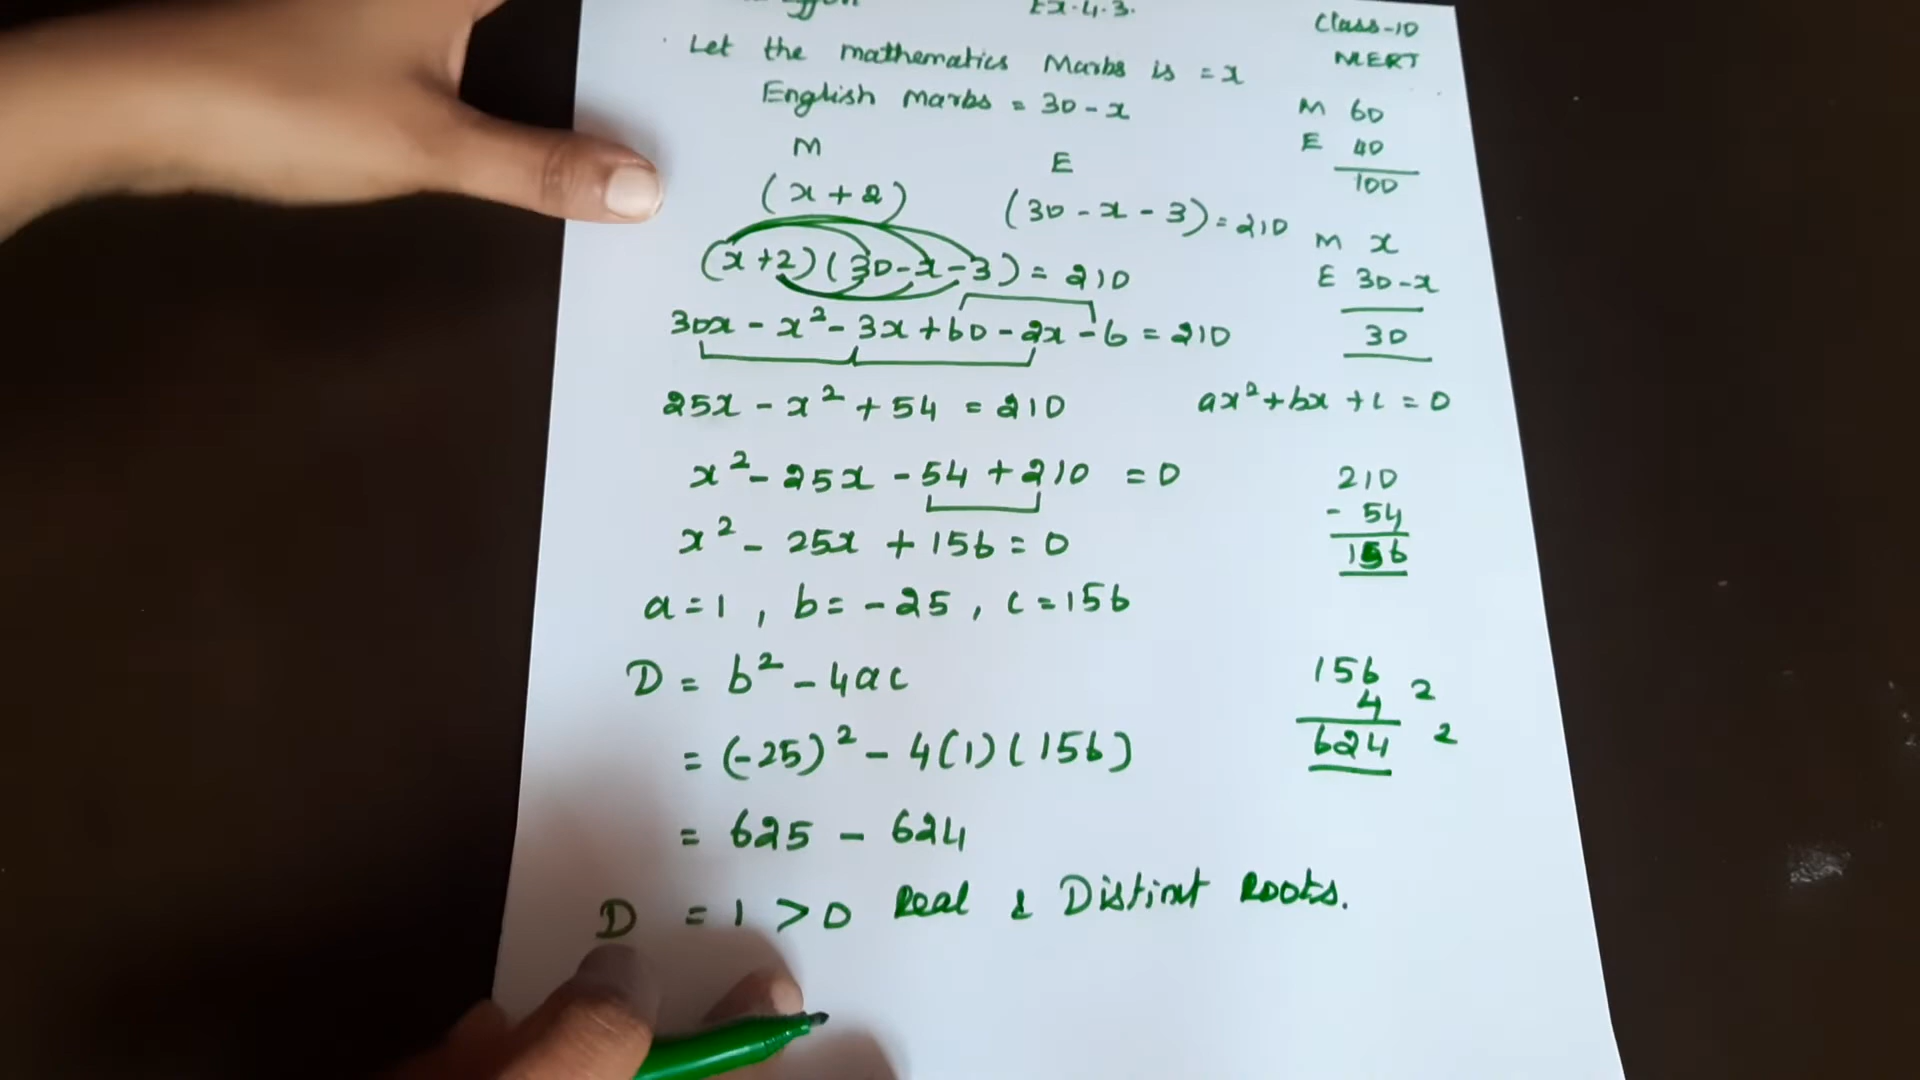 Ex.4.3.
Class-10
NCERT
Let the mathematics Marks is = x
English marks = 30 - x
M 60
E 40
100
M
E
(x + 2)
(30 - x - 3) = 210
M x
E 30-x
30
(x+2)(30-x-3) = 210
30x - x² - 3x + 60 - 2x - 6 = 210
25x - x² + 54 = 210
ax² + bx + c = 0
x² - 25x - 54 + 210 = 0
210
- 54
156
x² - 25x + 156 = 0
a = 1 , b = -25 , c = 156
D = b² - 4ac
156
4 2
624 2
= (-25)² - 4(1)(156)
= 625 - 624
D = 1 > 0 Real & Distinct Roots.